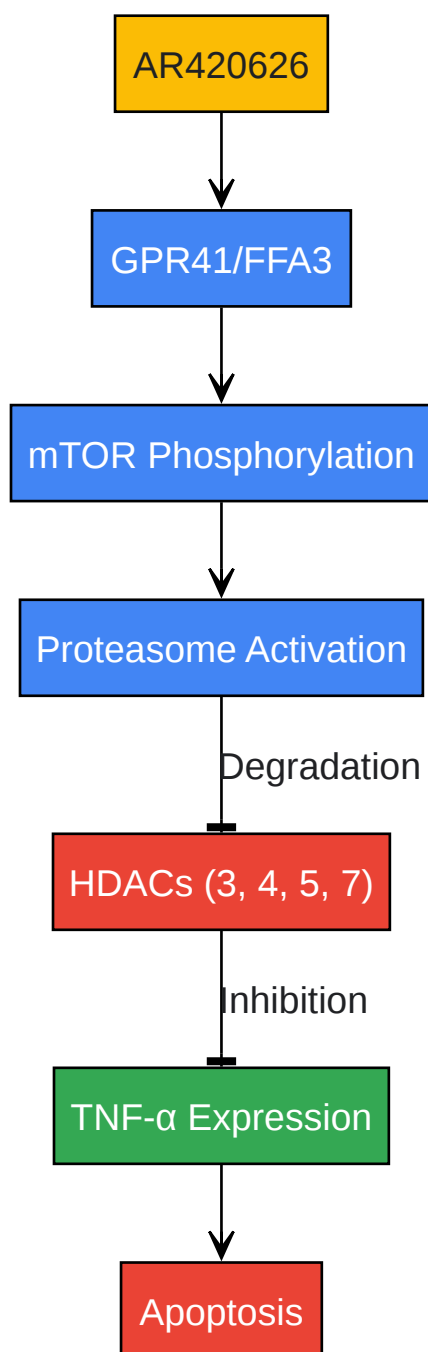 AR420626
GPR41/FFA3
mTOR Phosphorylation
Proteasome Activation
Degradation
HDACs (3, 4, 5, 7)
Inhibition
TNF-α Expression
Apoptosis